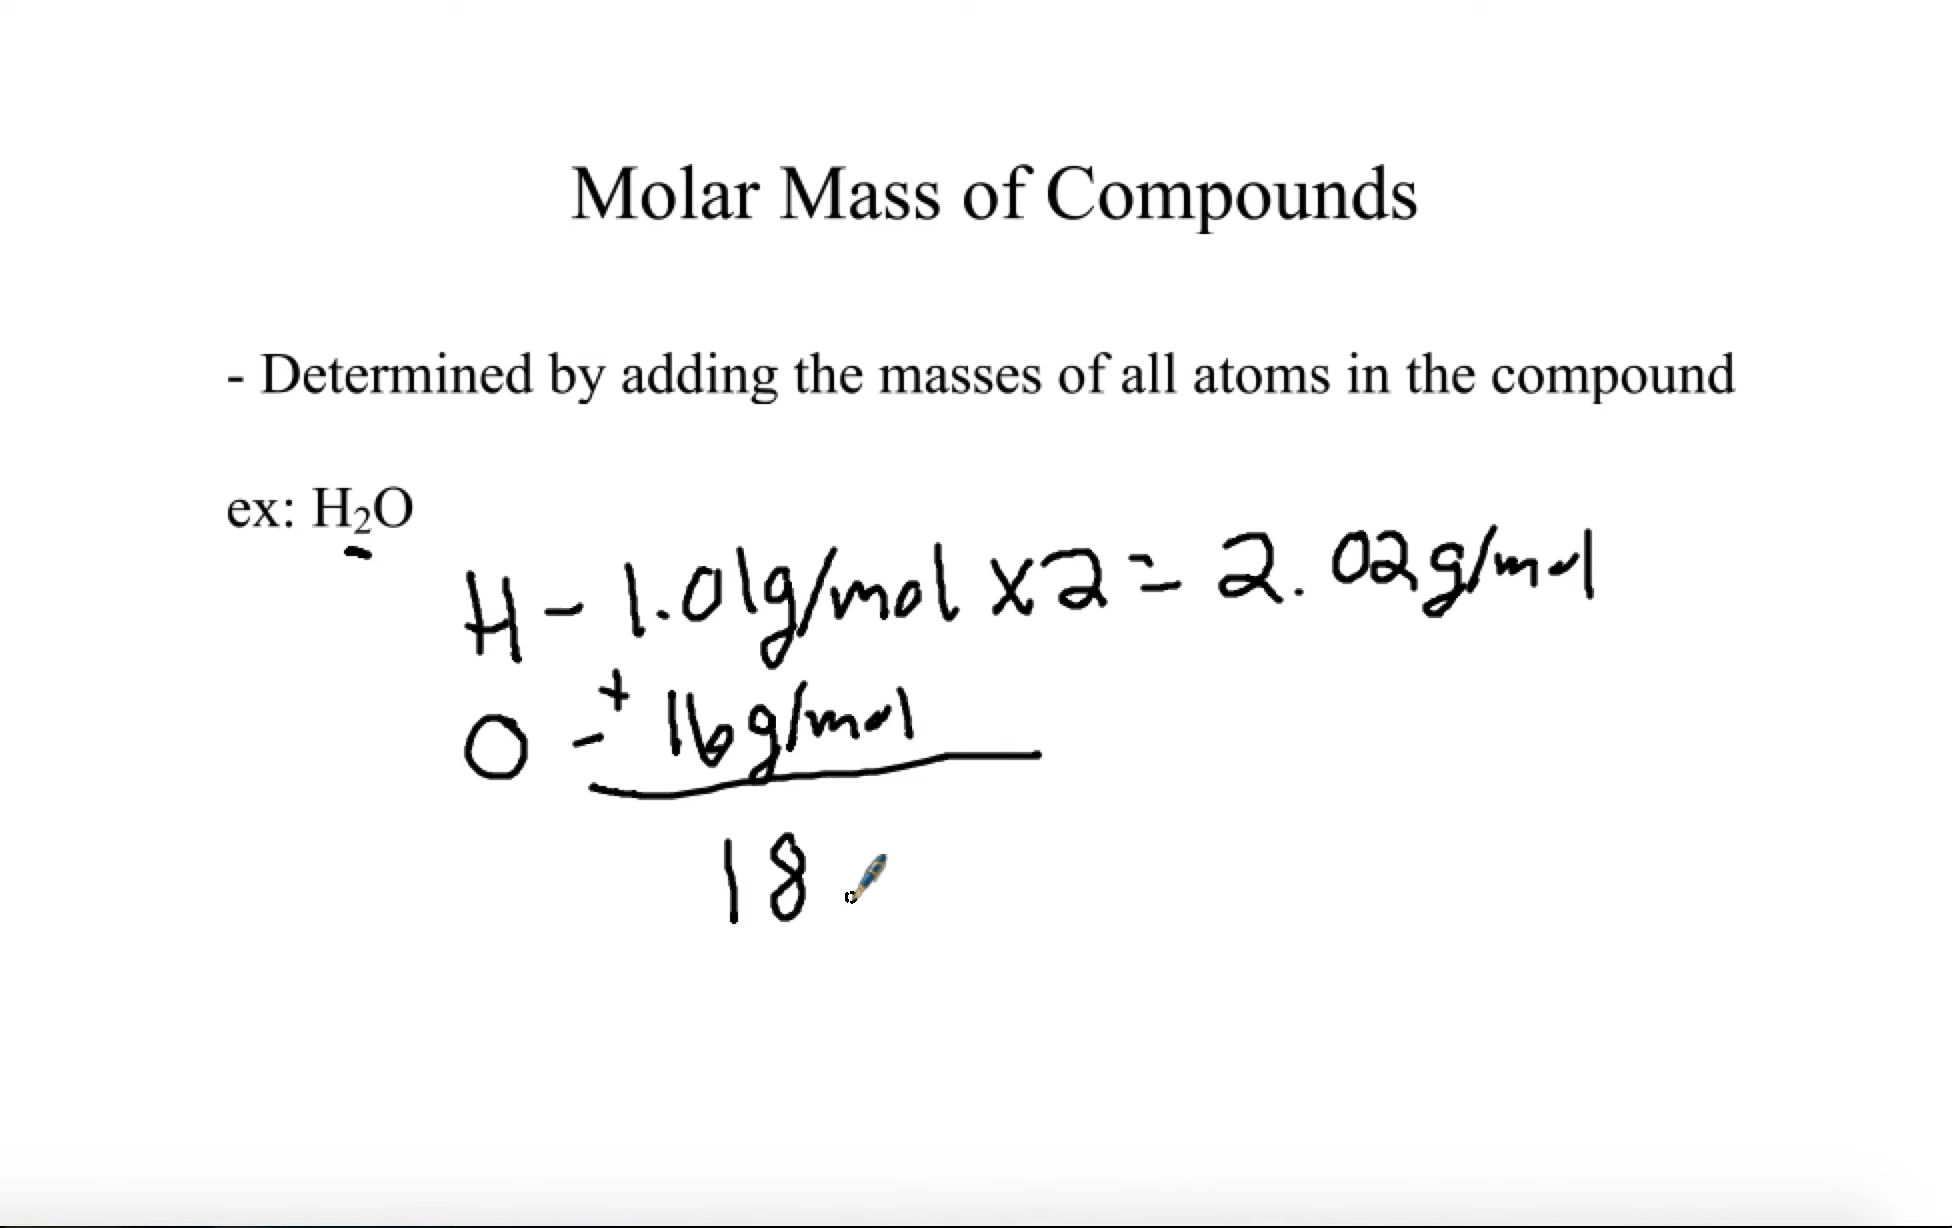 Molar Mass of Compounds
- Determined by adding the masses of all atoms in the compound
ex: H₂O
H - 1.01g/mol x2 = 2.02g/mol
O - + 16g/mol
18